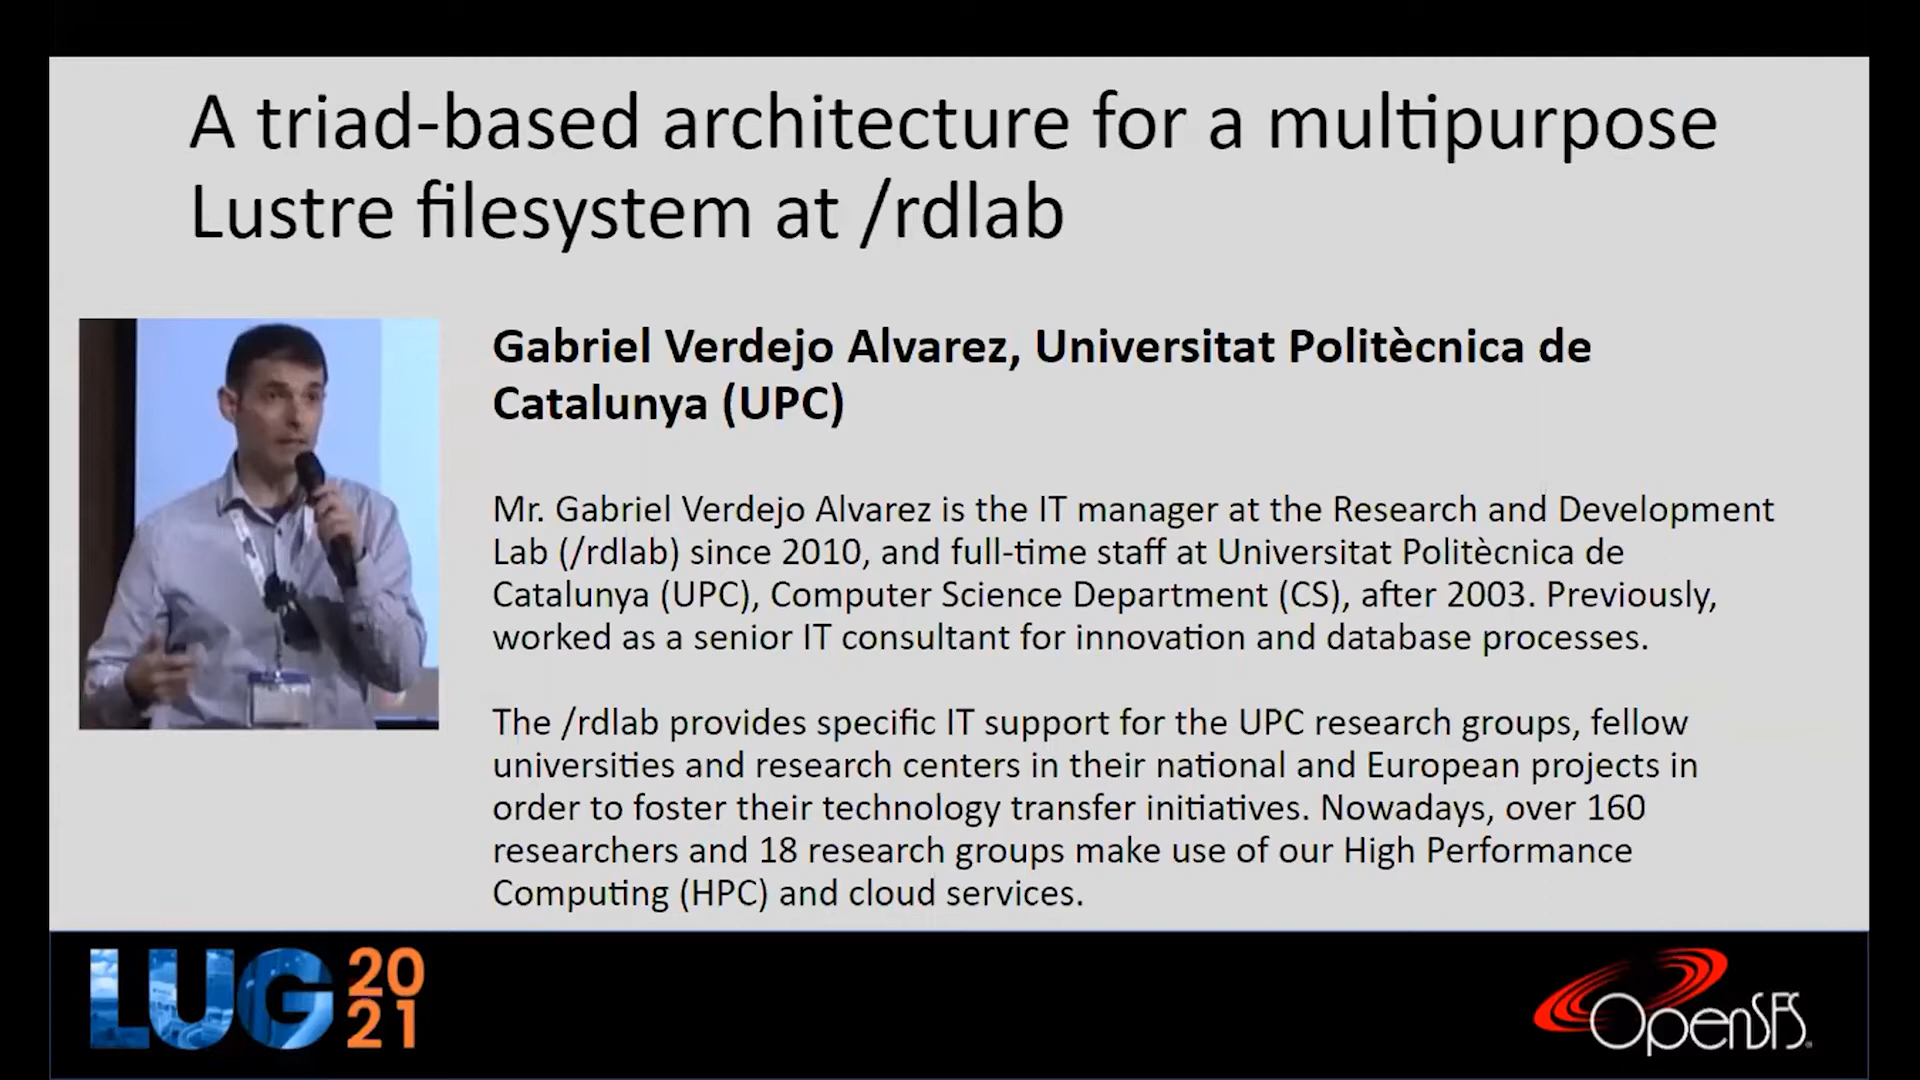 A triad-based architecture for a multipurpose
Lustre filesystem at /rdlab
Gabriel Verdejo Alvarez, Universitat Politècnica de
Catalunya (UPC)
Mr. Gabriel Verdejo Alvarez is the IT manager at the Research and Development
Lab (/rdlab) since 2010, and full-time staff at Universitat Politècnica de
Catalunya (UPC), Computer Science Department (CS), after 2003. Previously,
worked as a senior IT consultant for innovation and database processes.
The /rdlab provides specific IT support for the UPC research groups, fellow
universities and research centers in their national and European projects in
order to foster their technology transfer initiatives. Nowadays, over 160
researchers and 18 research groups make use of our High Performance
Computing (HPC) and cloud services.
LUG 2021
OpenSFS